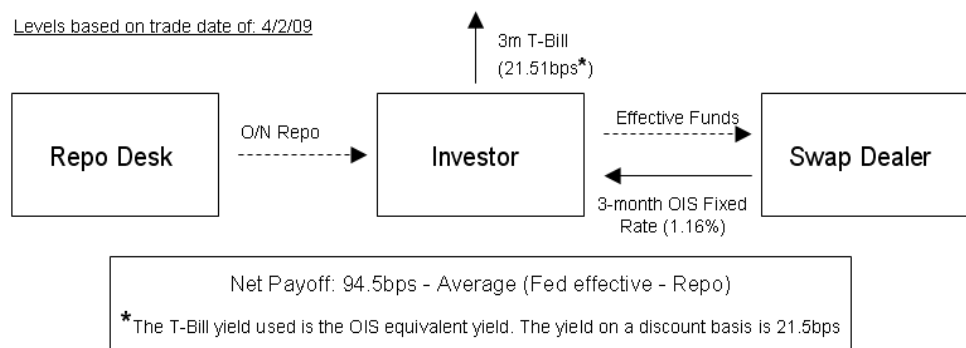 Levels based on trade date of: 4/2/09
3m T-Bill
(21.51bps*)
Repo Desk
O/N Repo
Investor
Effective Funds
3-month OIS Fixed
Rate (1.16%)
Swap Dealer
Net Payoff: 94.5bps - Average (Fed effective - Repo)
*The T-Bill yield used is the OIS equivalent yield. The yield on a discount basis is 21.5bps